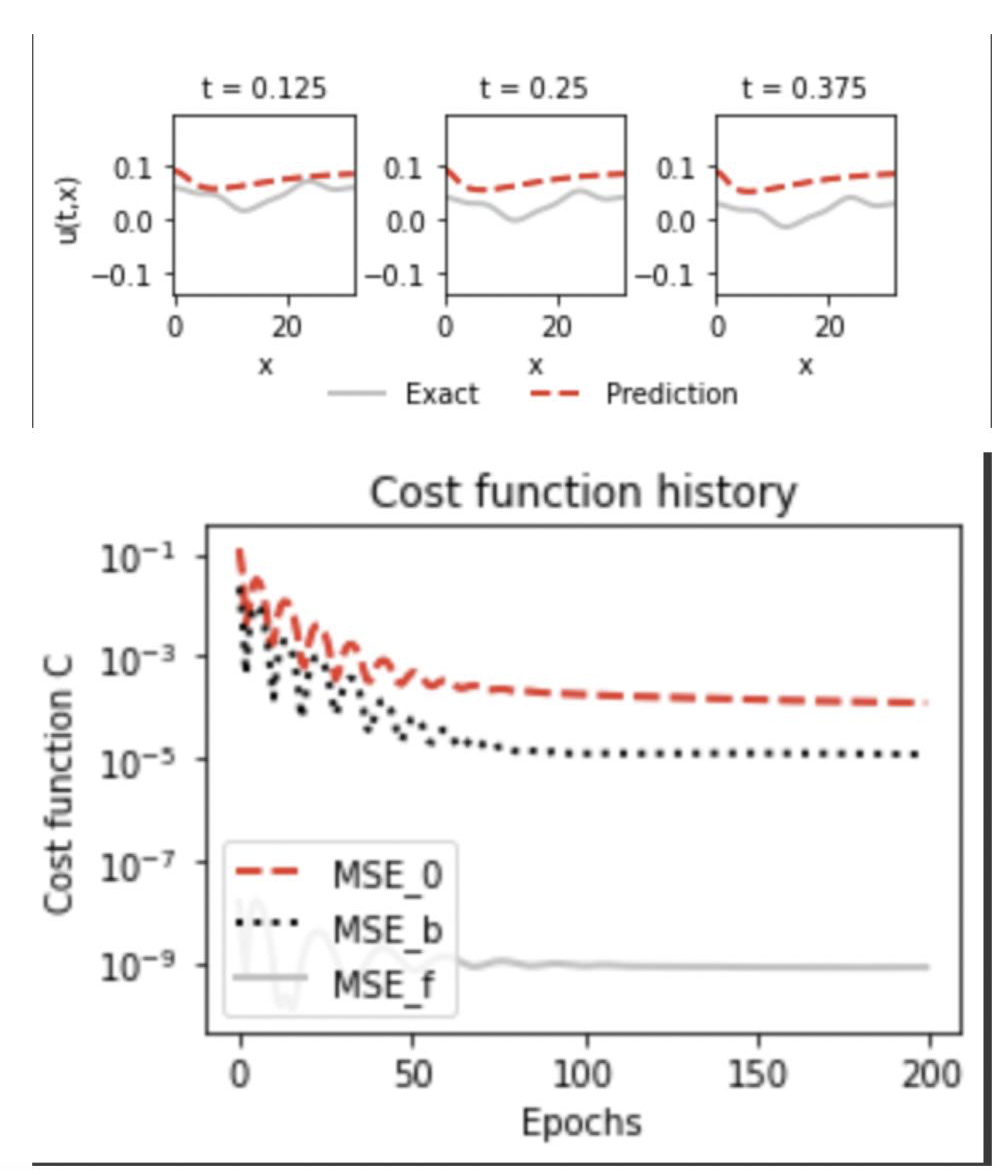 t = 0.125 t = 0.25 t = 0.375
u(t,x)
0.1 0.1 0.1
0.0 0.0 0.0
−0.1 −0.1 −0.1
0 20 0 20 0 20
x x x
Exact Prediction
Cost function history
Cost function C
10⁻¹
10⁻³
10⁻⁵
10⁻⁷
10⁻⁹
MSE_0
MSE_b
MSE_f
0 50 100 150 200
Epochs